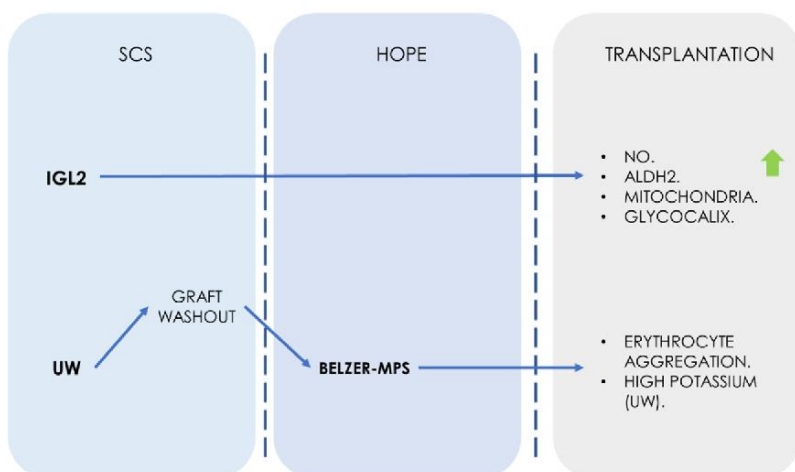 SCS
HOPE
TRANSPLANTATION
IGL2
• NO.
• ALDH2.
• MITOCHONDRIA.
• GLYCOCALIX.
GRAFT
WASHOUT
UW
BELZER-MPS
• ERYTHROCYTE
AGGREGATION.
• HIGH POTASSIUM
(UW).